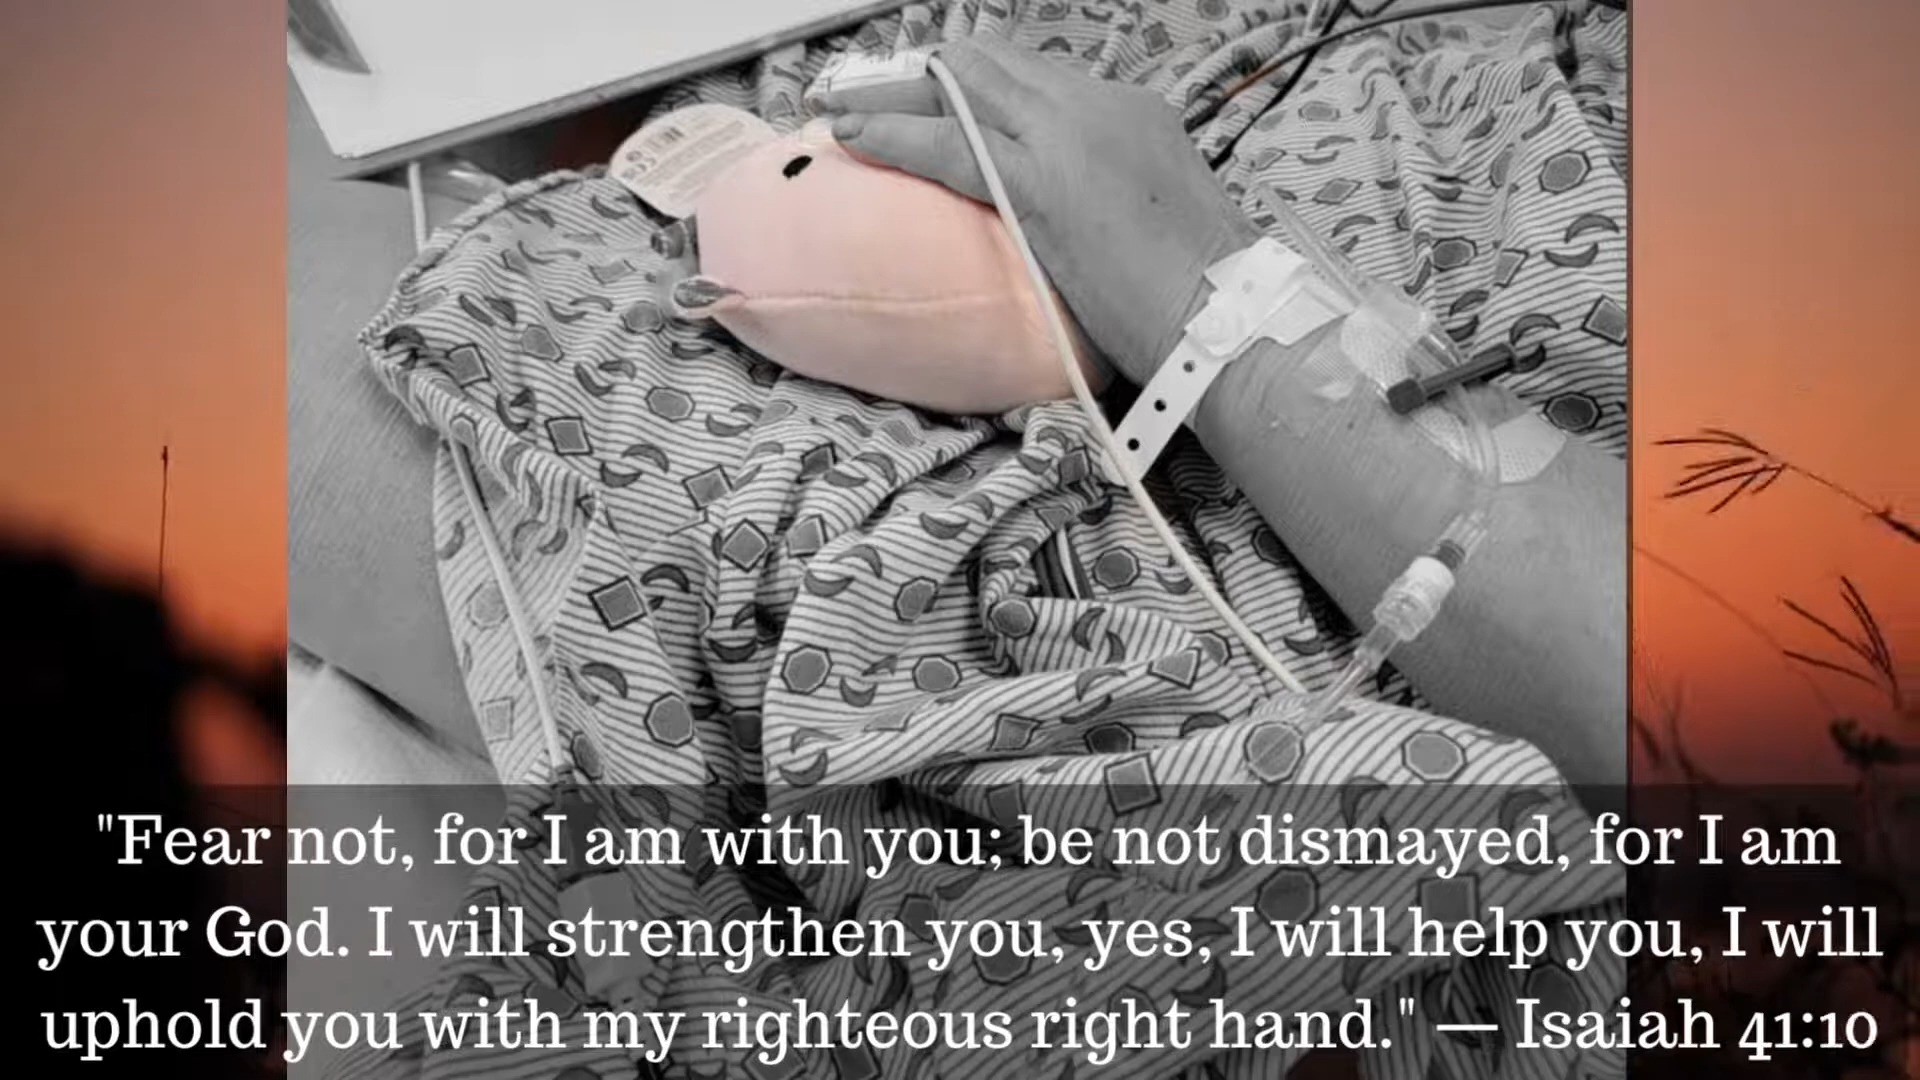 "Fear not, for I am with you; be not dismayed, for I am
your God. I will strengthen you, yes, I will help you, I will
uphold you with my righteous right hand." — Isaiah 41:10